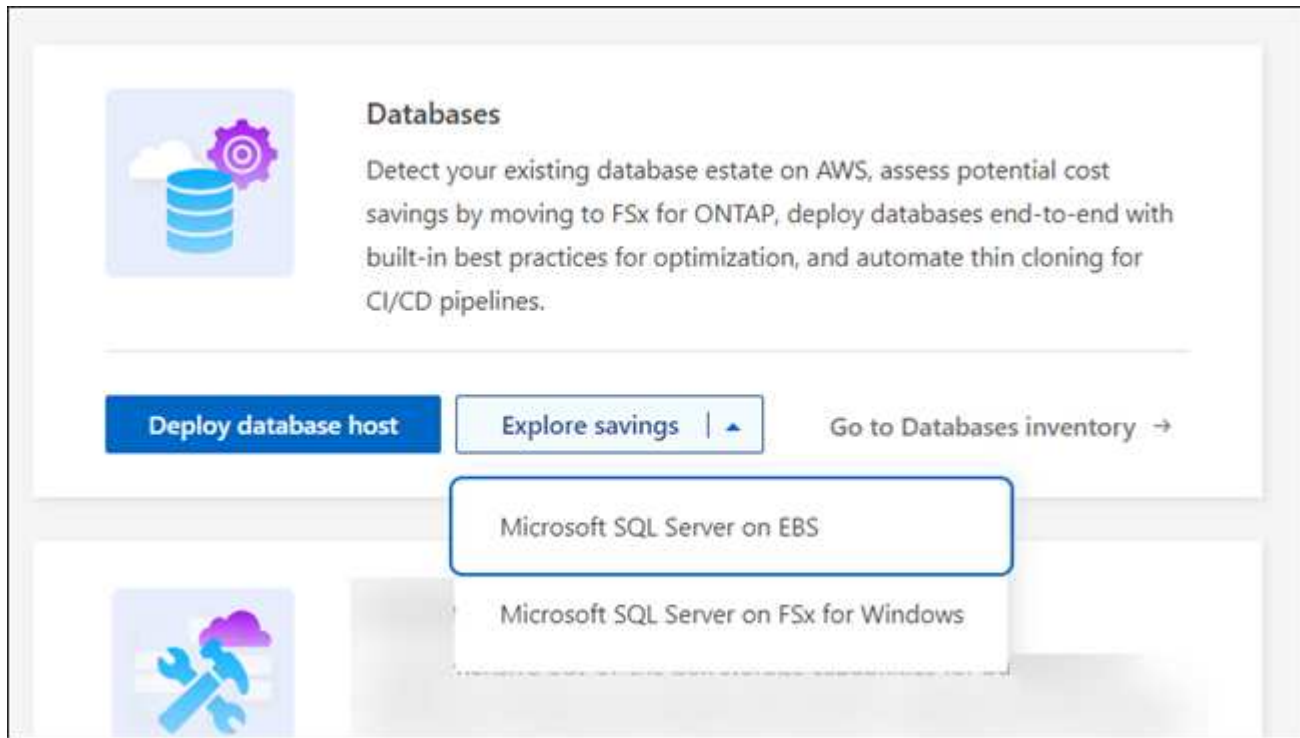 Databases
Detect your existing database estate on AWS, assess potential cost
savings by moving to FSx for ONTAP, deploy databases end-to-end with
built-in best practices for optimization, and automate thin cloning for
CI/CD pipelines.
Deploy database host
Explore savings
Go to Databases inventory →
Microsoft SQL Server on EBS
Microsoft SQL Server on FSx for Windows